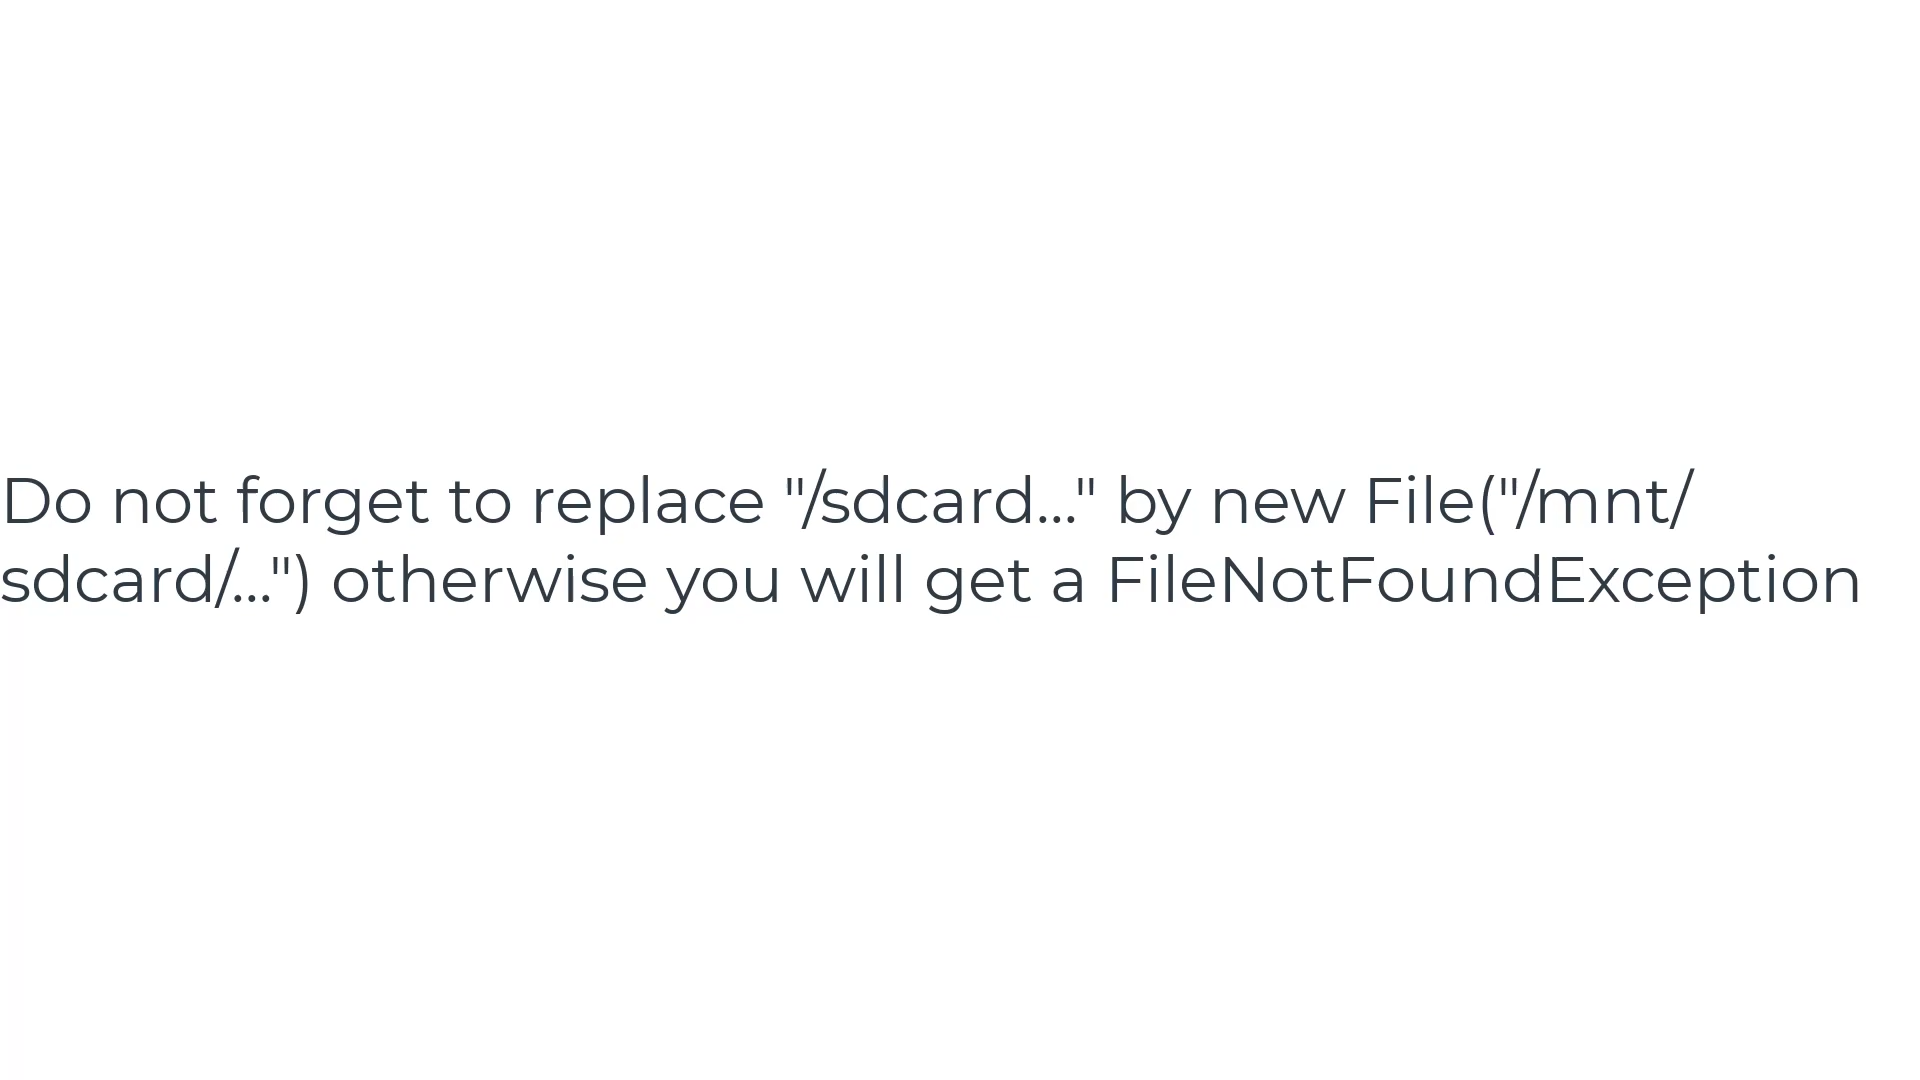 Do not forget to replace "/sdcard..." by new File("/mnt/
sdcard/...") otherwise you will get a FileNotFoundException